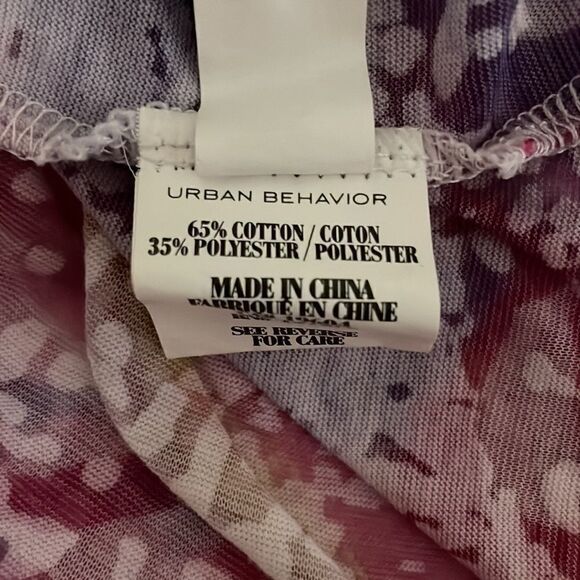 URBAN BEHAVIOR
65% COTTON / COTON
35% POLYESTER / POLYESTER
MADE IN CHINA
FABRIQUÉ EN CHINE
SEE REVERSE
FOR CARE